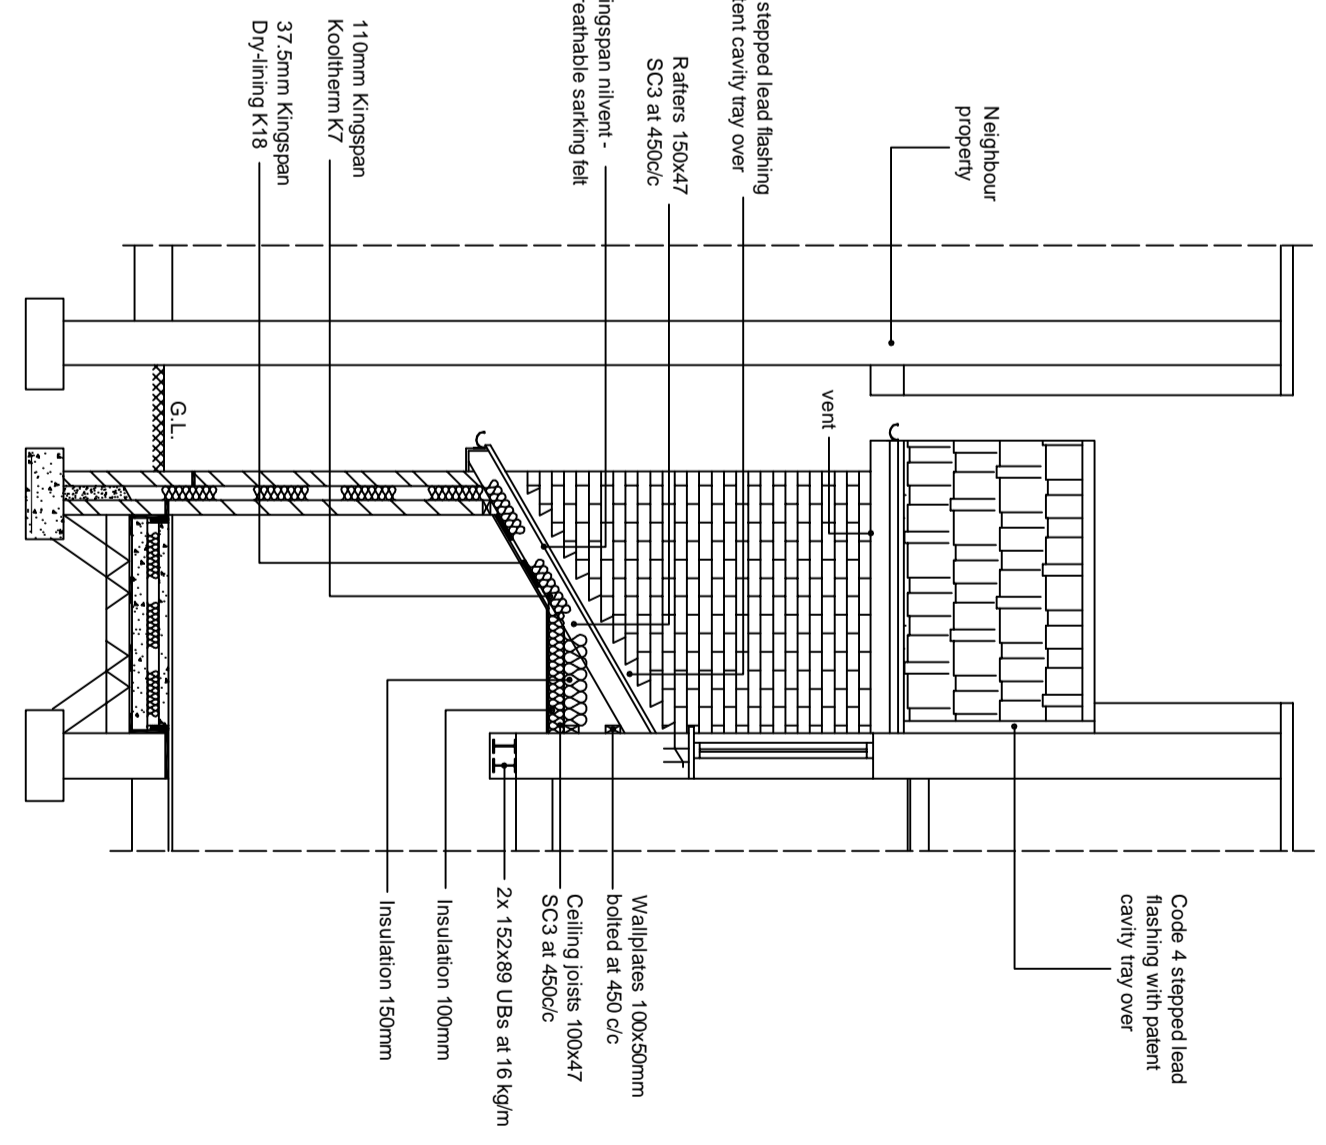 Neighbour
property
stepped lead flashing
cavity tray over
Rafters 150x47
SC3 at 450c/c
nilvent -
sarking felt
110mm Kingspan
Kooltherm K7
37.5mm Kingspan
Dry-lining K18
vent
G.L.
Code 4 stepped lead
flashing with patent
cavity tray over
Wallplates 100x50mm
bolted at 450 c/c
Ceiling joists 100x47
SC3 at 450c/c
2x 152x89 UBs at 16 kg/m
Insulation 100mm
Insulation 150mm